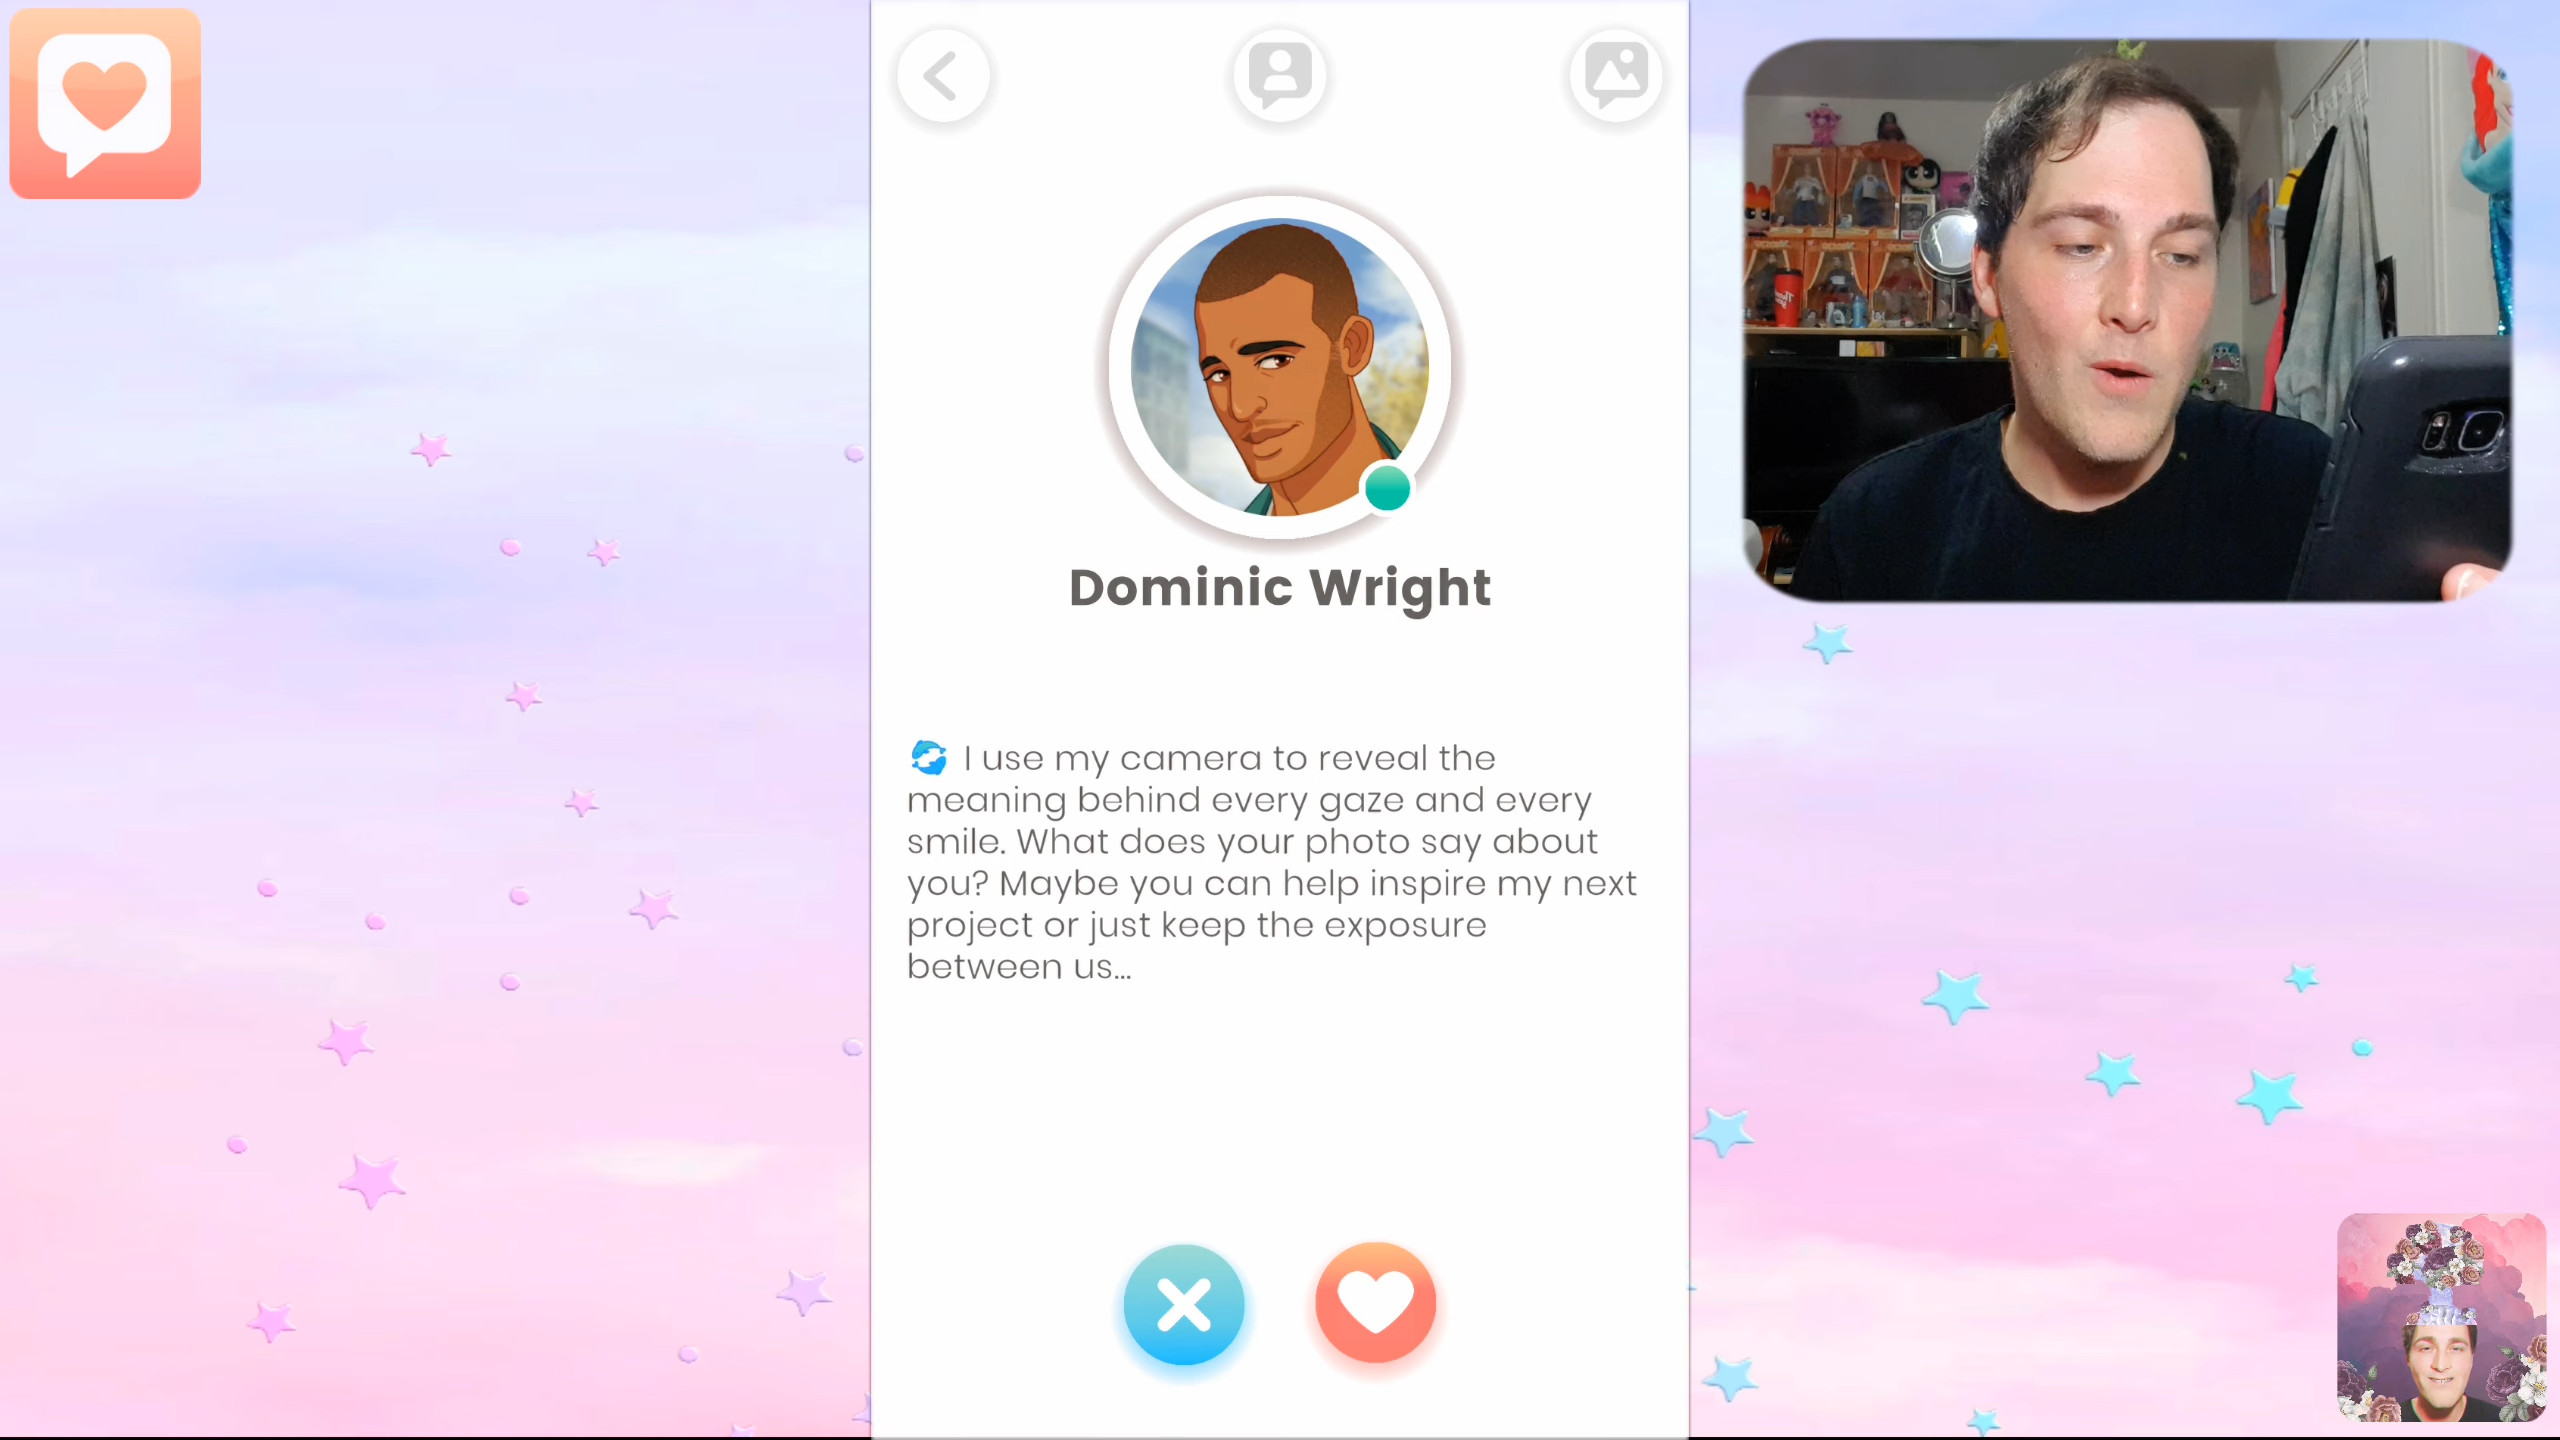 Dominic Wright
I use my camera to reveal the
meaning behind every gaze and every
smile. What does your photo say about
you? Maybe you can help inspire my next
project or just keep the exposure
between us...